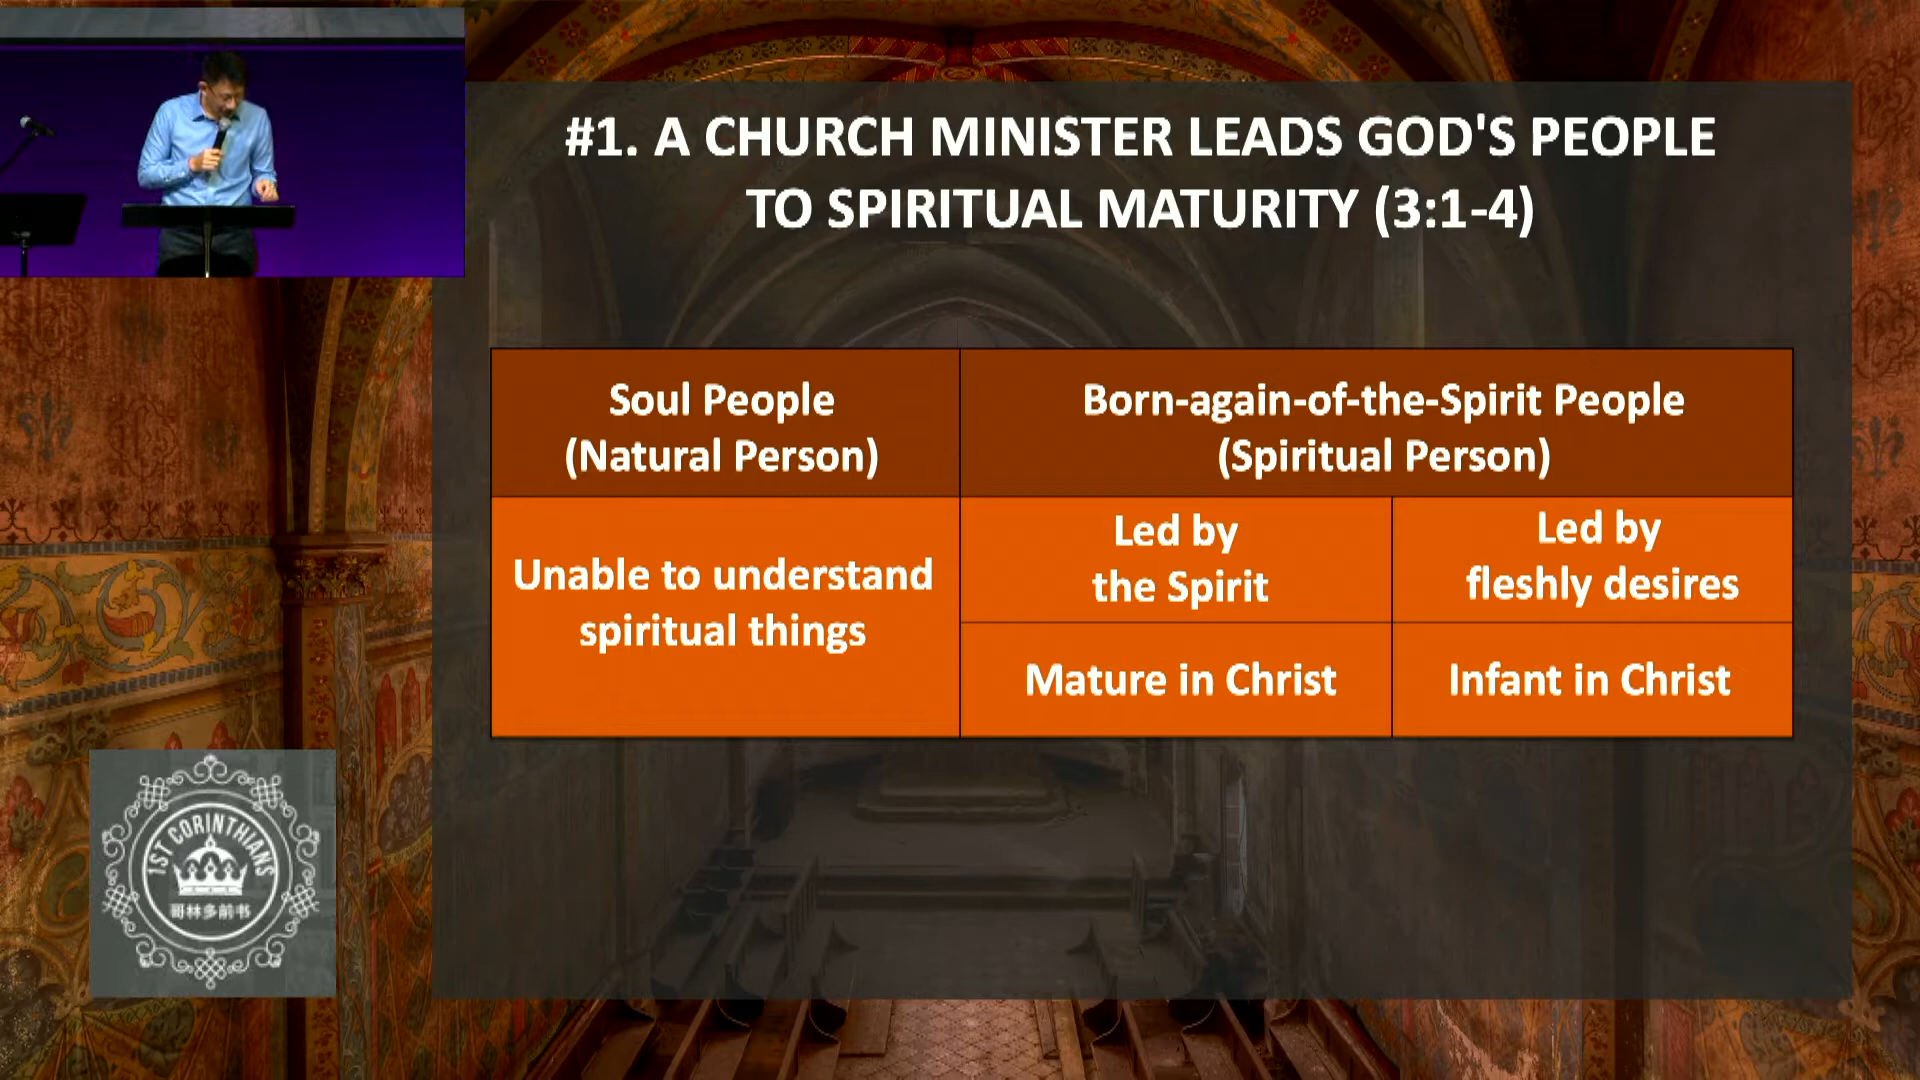 #1. A CHURCH MINISTER LEADS GOD'S PEOPLE
TO SPIRITUAL MATURITY (3:1-4)
Soul People
(Natural Person)
Born-again-of-the-Spirit People
(Spiritual Person)
Unable to understand
spiritual things
Led by
the Spirit
Led by
fleshly desires
Mature in Christ
Infant in Christ
1ST CORINTHIANS
哥林多前书